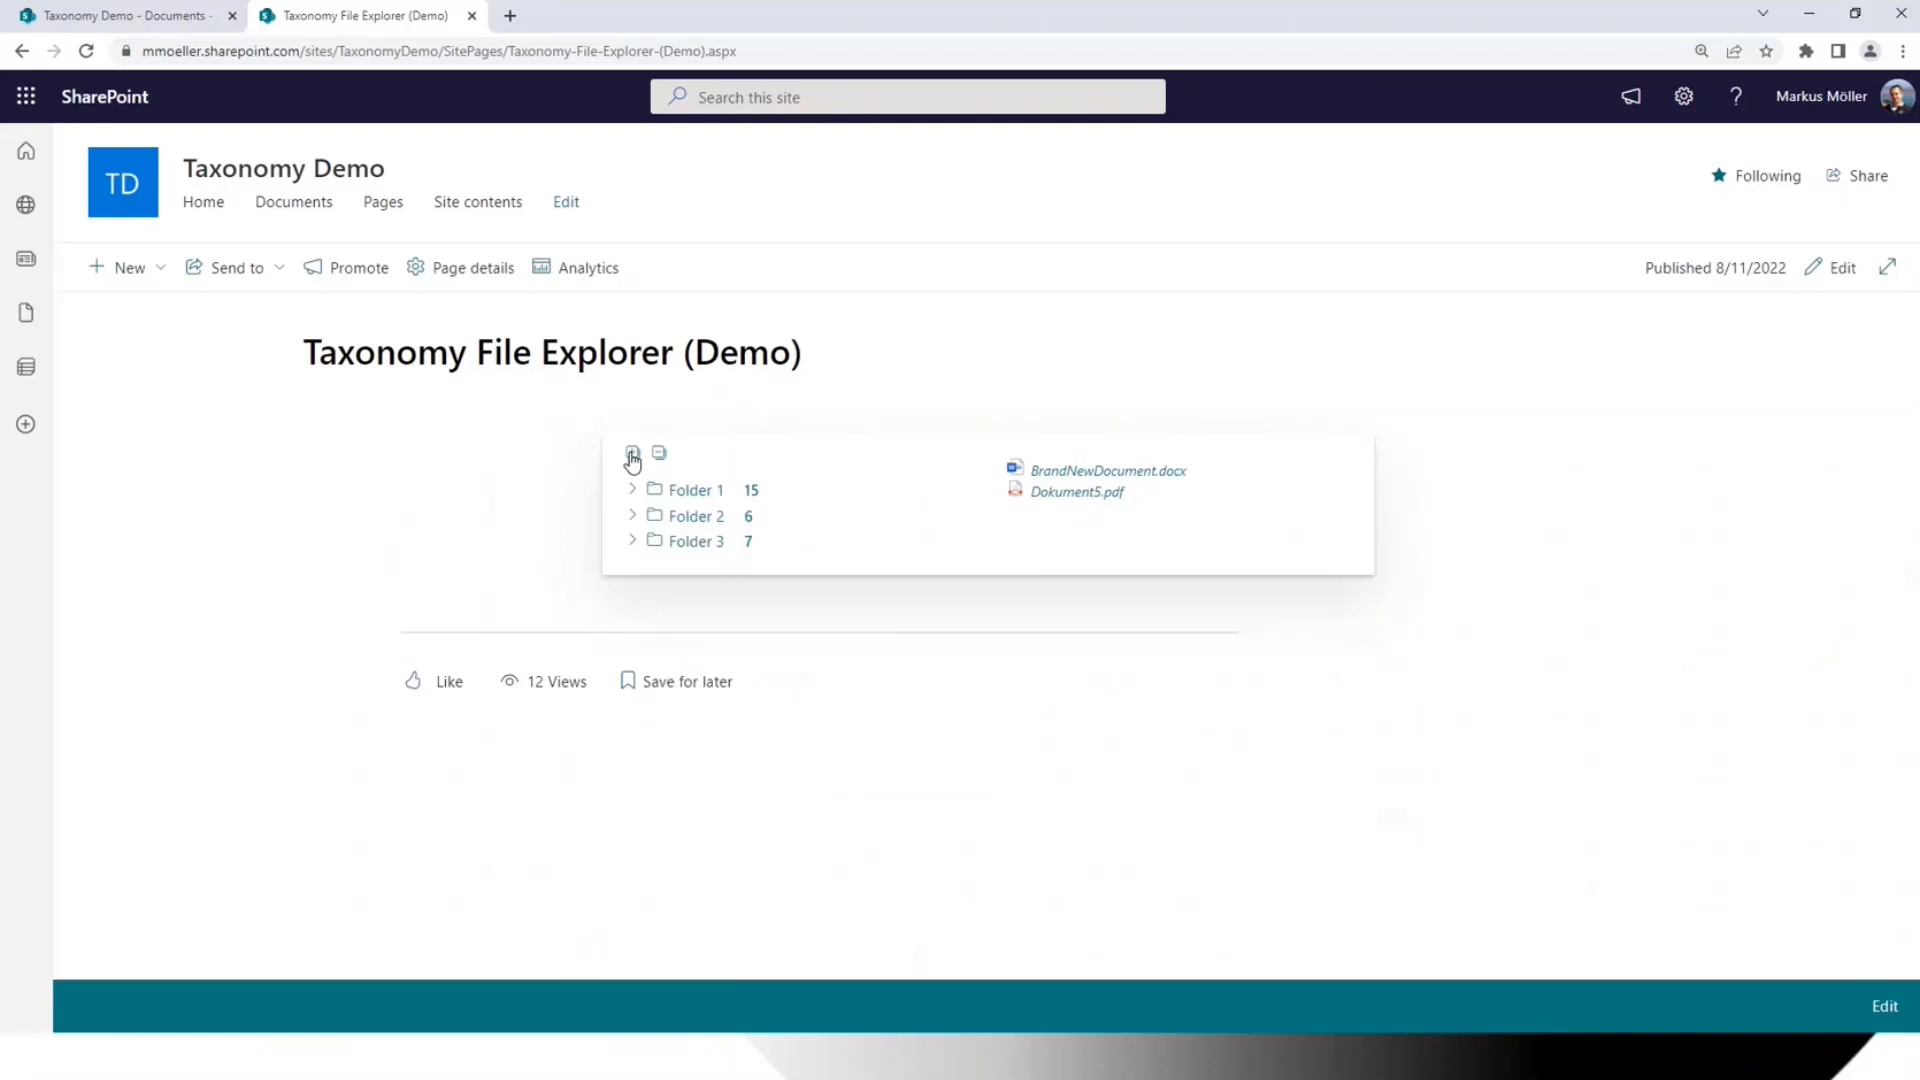 Taxonomy Demo - Documents -
Taxonomy File Explorer (Demo)
mmoeller.sharepoint.com/sites/TaxonomyDemo/SitePages/Taxonomy-File-Explorer-(Demo).aspx
SharePoint
Search this site
Markus Möller
TD
Taxonomy Demo
Home Documents Pages Site contents Edit
Following Share
New Send to Promote Page details Analytics
Published 8/11/2022 Edit
Taxonomy File Explorer (Demo)
Folder 1 15
Folder 2 6
Folder 3 7
BrandNewDocument.docx
Dokument5.pdf
Like 12 Views Save for later
Edit